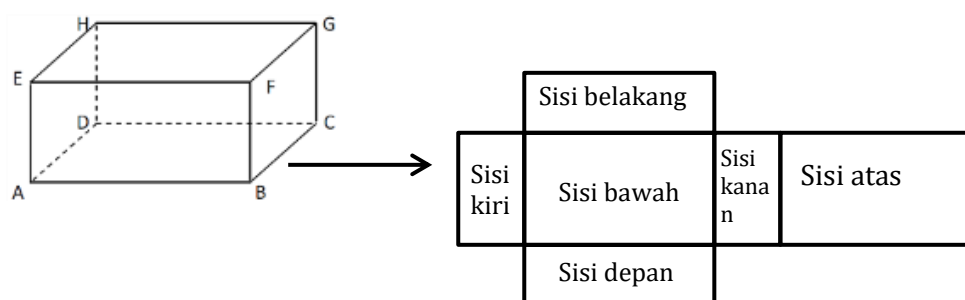 H G
E F
D C
A B
Sisi belakang
Sisi
kiri
Sisi bawah
Sisi
kana
n
Sisi atas
Sisi depan